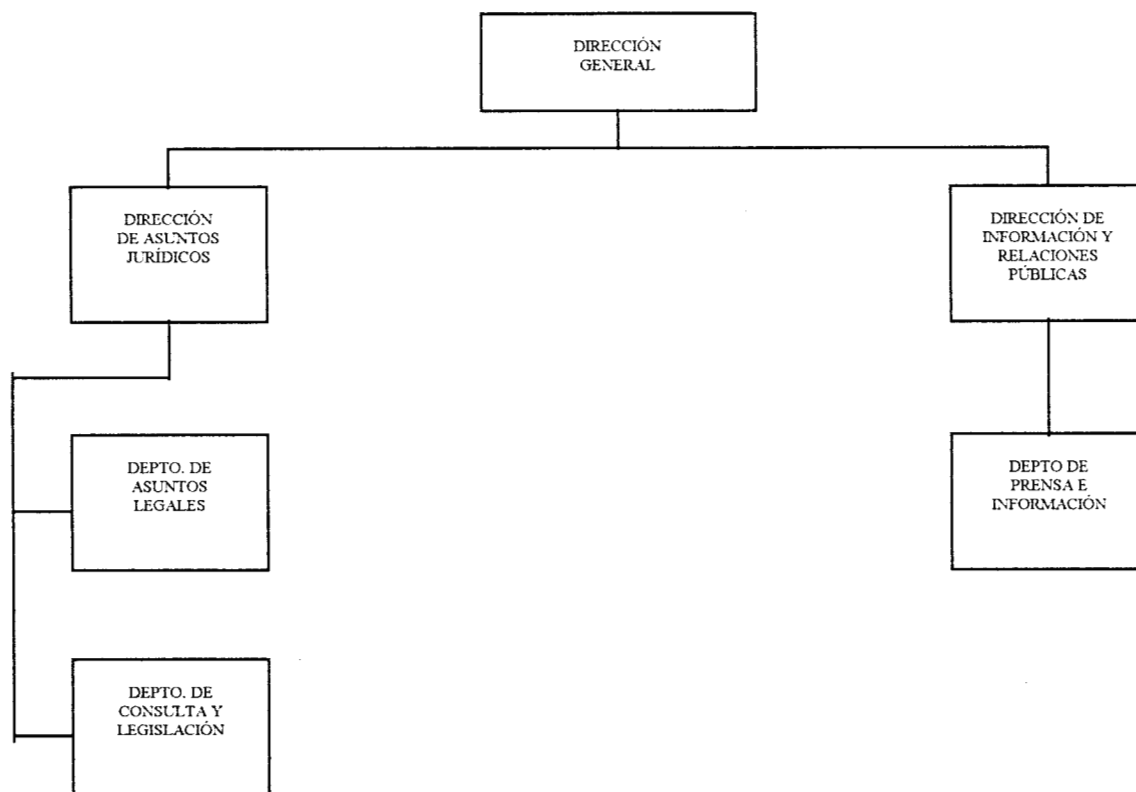 DIRECCIÓN
GENERAL
DIRECCIÓN
DE ASUNTOS
JURÍDICOS
DIRECCIÓN DE
INFORMACIÓN Y
RELACIONES
PÚBLICAS
DEPTO. DE
ASUNTOS
LEGALES
DEPTO DE
PRENSA E
INFORMACIÓN
DEPTO. DE
CONSULTA Y
LEGISLACIÓN